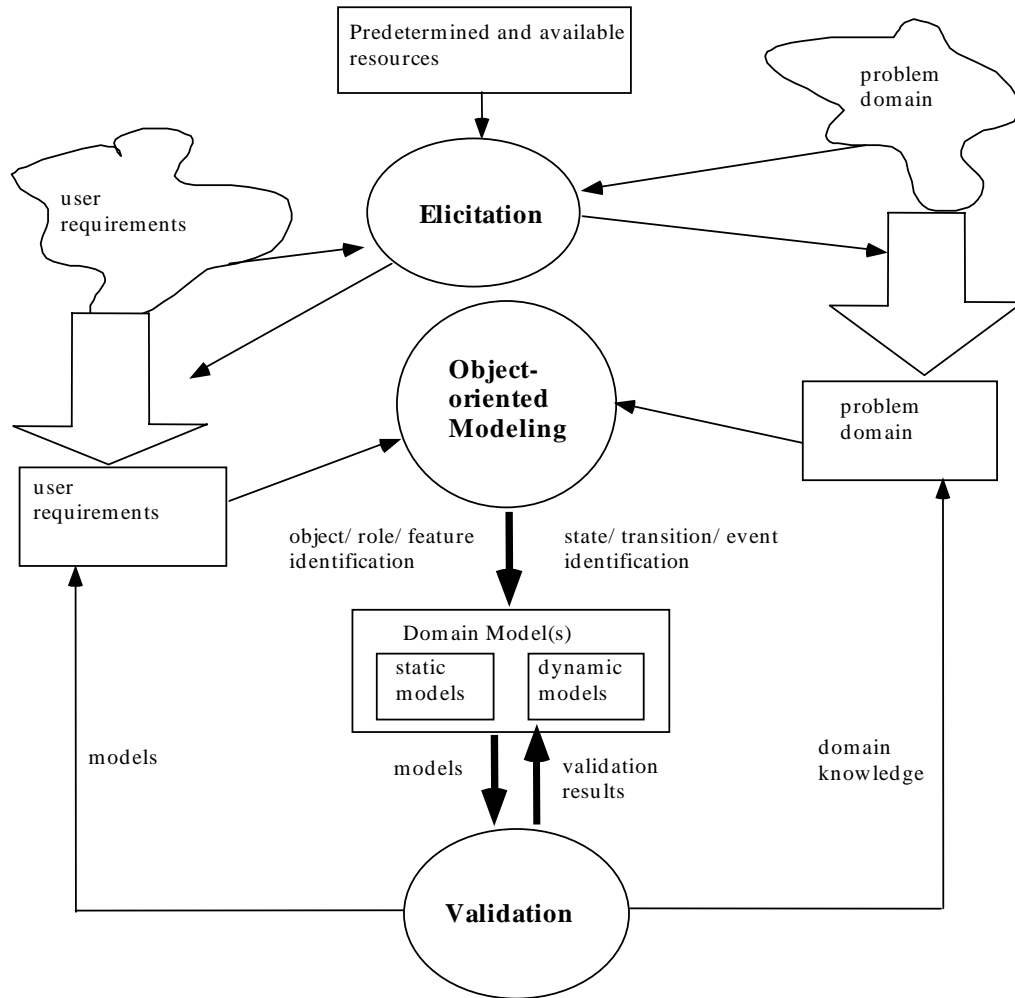 Predetermined and available
resources
problem
domain
user
requirements
Elicitation
Object-
oriented
Modeling
problem
domain
user
requirements
object/ role/ feature
identification
state/ transition/ event
identification
Domain Model(s)
static
models
dynamic
models
models
models
validation
results
domain
knowledge
Validation